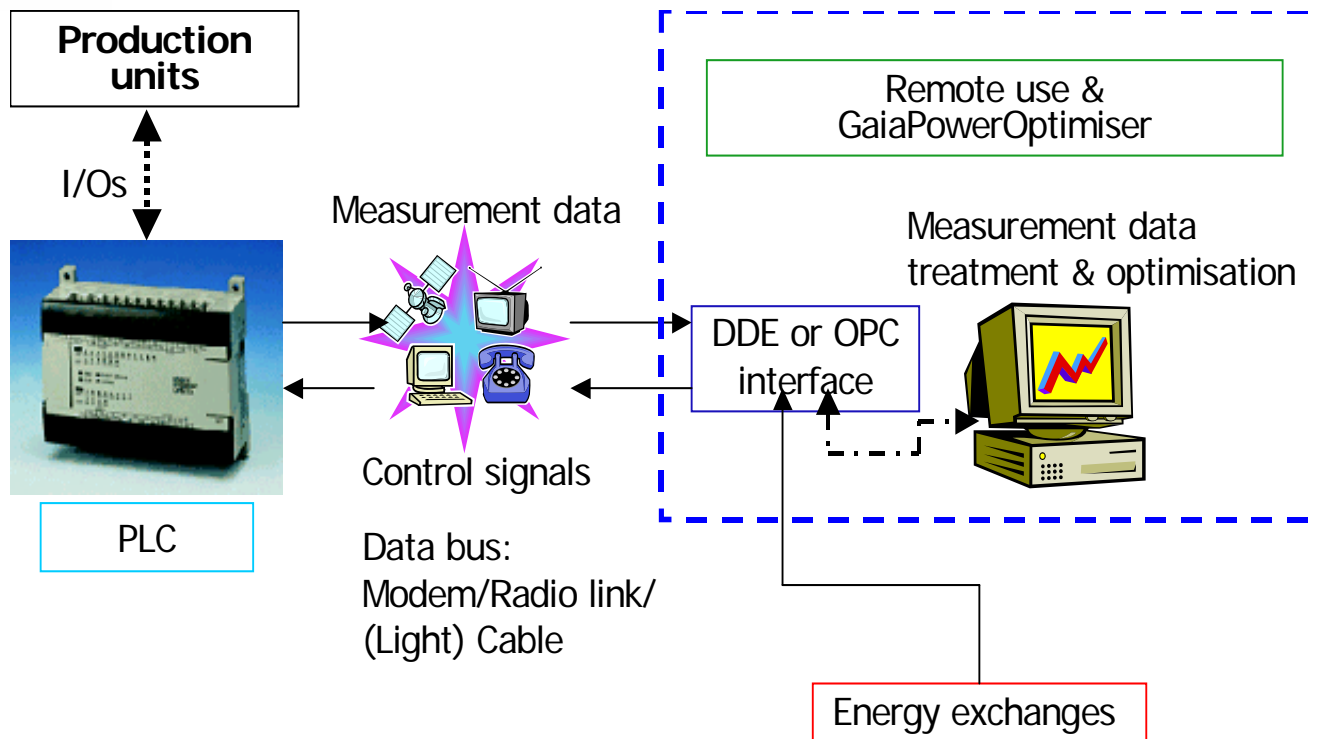 Production
units
Remote use &
GaiaPowerOptimiser
I/Os
Measurement data
Measurement data
treatment & optimisation
DDE or OPC
interface
Control signals
PLC
Data bus:
Modem/Radio link/
(Light) Cable
Energy exchanges